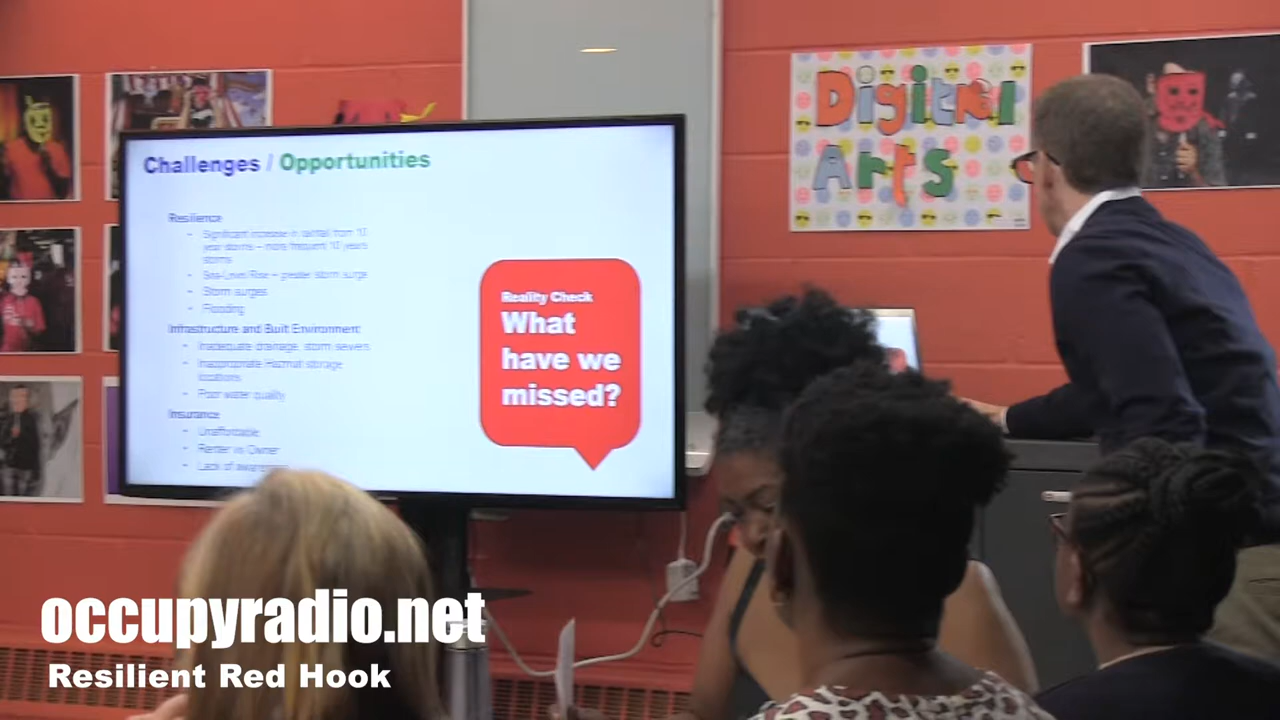 Challenges / Opportunities
Resilience
• Significant increase in rainfall from 10
year storms – more frequent 10 years
storms
• Sea-Level Rise – greater storm surge
• Storm surges
• Flooding
Infrastructure and Built Environment
• Inadequate drainage, storm sewers
• Inappropriate Hazmat storage
locations
• Poor water quality
Insurance
• Unaffordable
• Renter vs Owner
• Lack of
Reality Check
What
have we
missed?
Digital
Arts
occupyradio.net
Resilient Red Hook